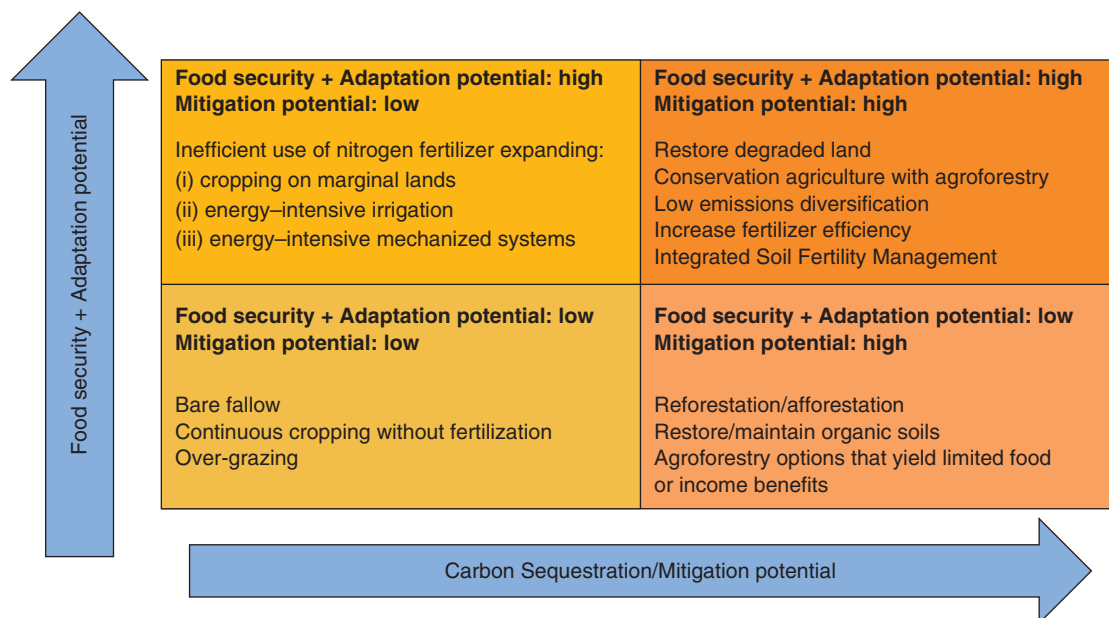 Food security + Adaptation potential
Food security + Adaptation potential: high
Mitigation potential: low
Inefficient use of nitrogen fertilizer expanding:
(i) cropping on marginal lands
(ii) energy–intensive irrigation
(iii) energy–intensive mechanized systems
Food security + Adaptation potential: high
Mitigation potential: high
Restore degraded land
Conservation agriculture with agroforestry
Low emissions diversification
Increase fertilizer efficiency
Integrated Soil Fertility Management
Food security + Adaptation potential: low
Mitigation potential: low
Bare fallow
Continuous cropping without fertilization
Over-grazing
Food security + Adaptation potential: low
Mitigation potential: high
Reforestation/afforestation
Restore/maintain organic soils
Agroforestry options that yield limited food
or income benefits
Carbon Sequestration/Mitigation potential